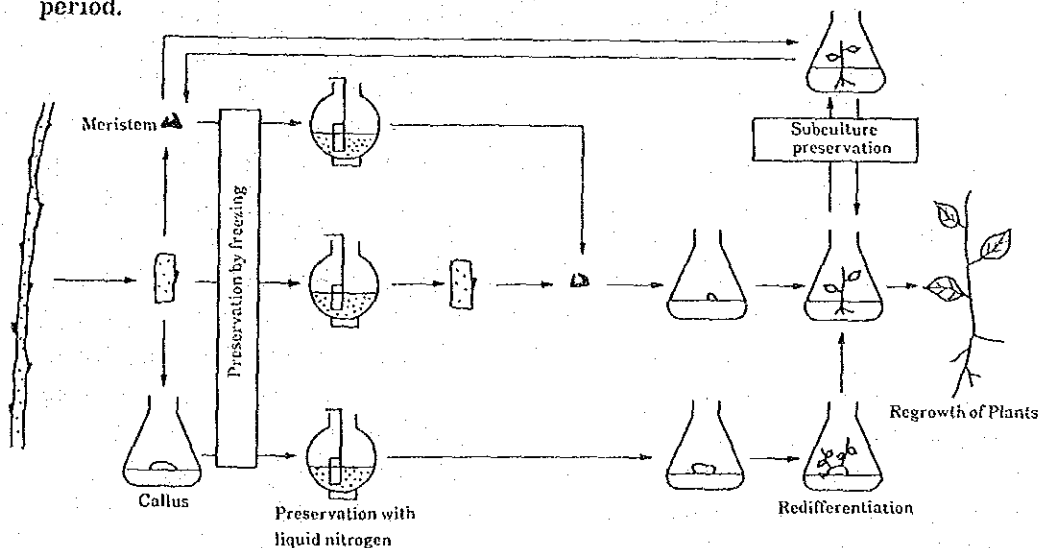 period.
Meristem
Preservation by freezing
Subculture
preservation
Callus
Preservation with
liquid nitrogen
Redifferentiation
Regrowth of Plants